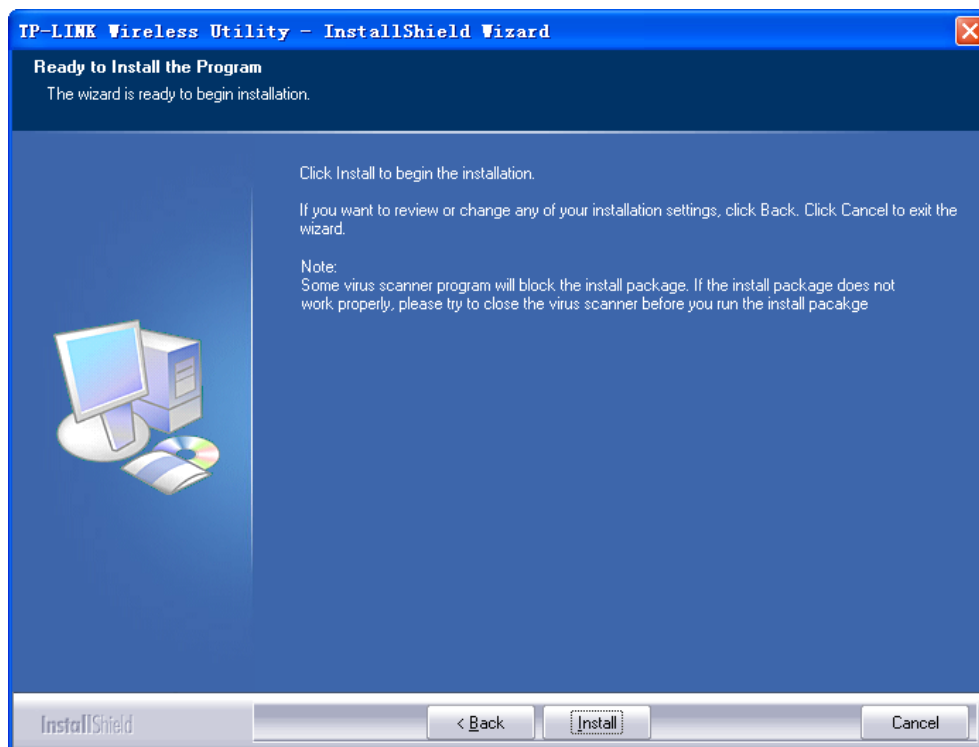 TP-LINK Wireless Utility - InstallShield Wizard
Ready to Install the Program
The wizard is ready to begin installation.
Click Install to begin the installation.
If you want to review or change any of your installation settings, click Back. Click Cancel to exit the
wizard.
Note:
Some virus scanner program will block the install package. If the install package does not
work properly, please try to close the virus scanner before you run the install pacakge
InstallShield
< Back
Install
Cancel